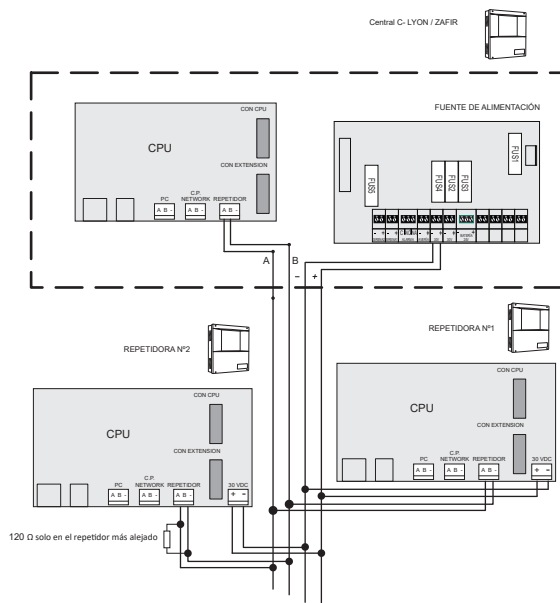 Central C- LYON / ZAFIR
CON CPU
FUENTE DE ALIMENTACIÓN
CPU
CON EXTENSION
FUS5
FUS4
FUS2
FUS3
FUS1
PC
C.P.
NETWORK
REPETIDOR
A B -
A B -
A B -
A
B
- +
REPETIDORA Nº2
REPETIDORA Nº1
CON CPU
CPU
CON EXTENSION
PC
C.P.
NETWORK
REPETIDOR
30 VDC
A B -
A B -
A B -
+ -
CON CPU
CPU
CON EXTENSION
PC
C.P.
NETWORK
REPETIDOR
30 VDC
A B -
A B -
A B -
+ -
120 Ω solo en el repetidor más alejado